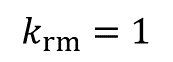 k_rm = 1